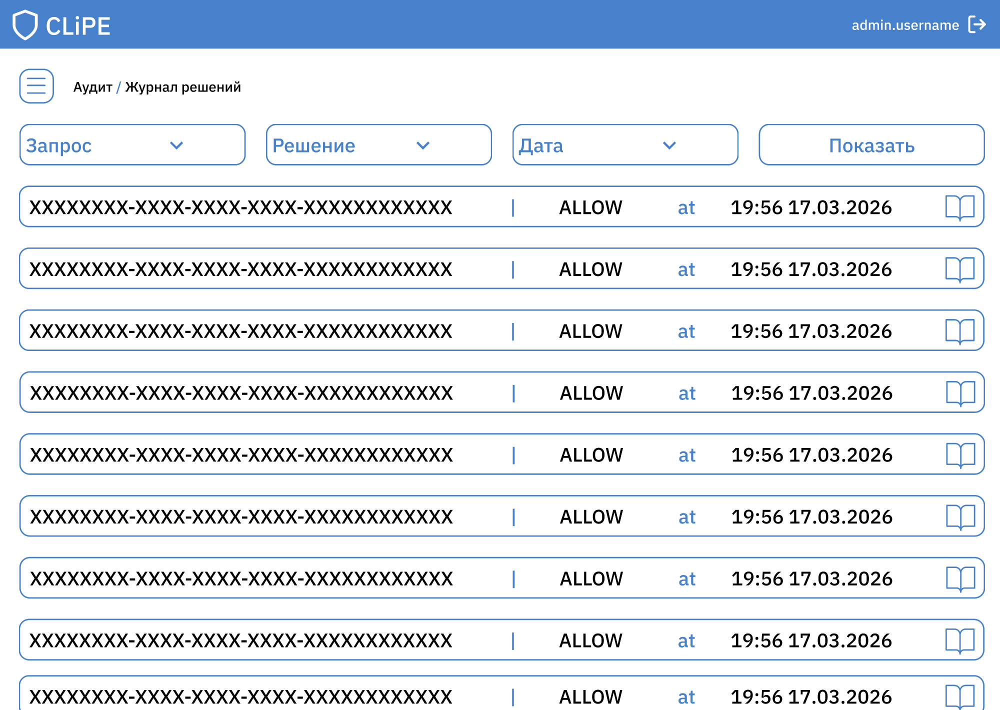 CLiPE admin.username
Аудит / Журнал решений
Запрос Решение Дата Показать
XXXXXXXX-XXXX-XXXX-XXXX-XXXXXXXXXXXX | ALLOW at 19:56 17.03.2026
XXXXXXXX-XXXX-XXXX-XXXX-XXXXXXXXXXXX | ALLOW at 19:56 17.03.2026
XXXXXXXX-XXXX-XXXX-XXXX-XXXXXXXXXXXX | ALLOW at 19:56 17.03.2026
XXXXXXXX-XXXX-XXXX-XXXX-XXXXXXXXXXXX | ALLOW at 19:56 17.03.2026
XXXXXXXX-XXXX-XXXX-XXXX-XXXXXXXXXXXX | ALLOW at 19:56 17.03.2026
XXXXXXXX-XXXX-XXXX-XXXX-XXXXXXXXXXXX | ALLOW at 19:56 17.03.2026
XXXXXXXX-XXXX-XXXX-XXXX-XXXXXXXXXXXX | ALLOW at 19:56 17.03.2026
XXXXXXXX-XXXX-XXXX-XXXX-XXXXXXXXXXXX | ALLOW at 19:56 17.03.2026
XXXXXXXX-XXXX-XXXX-XXXX-XXXXXXXXXXXX | ALLOW at 19:56 17.03.2026